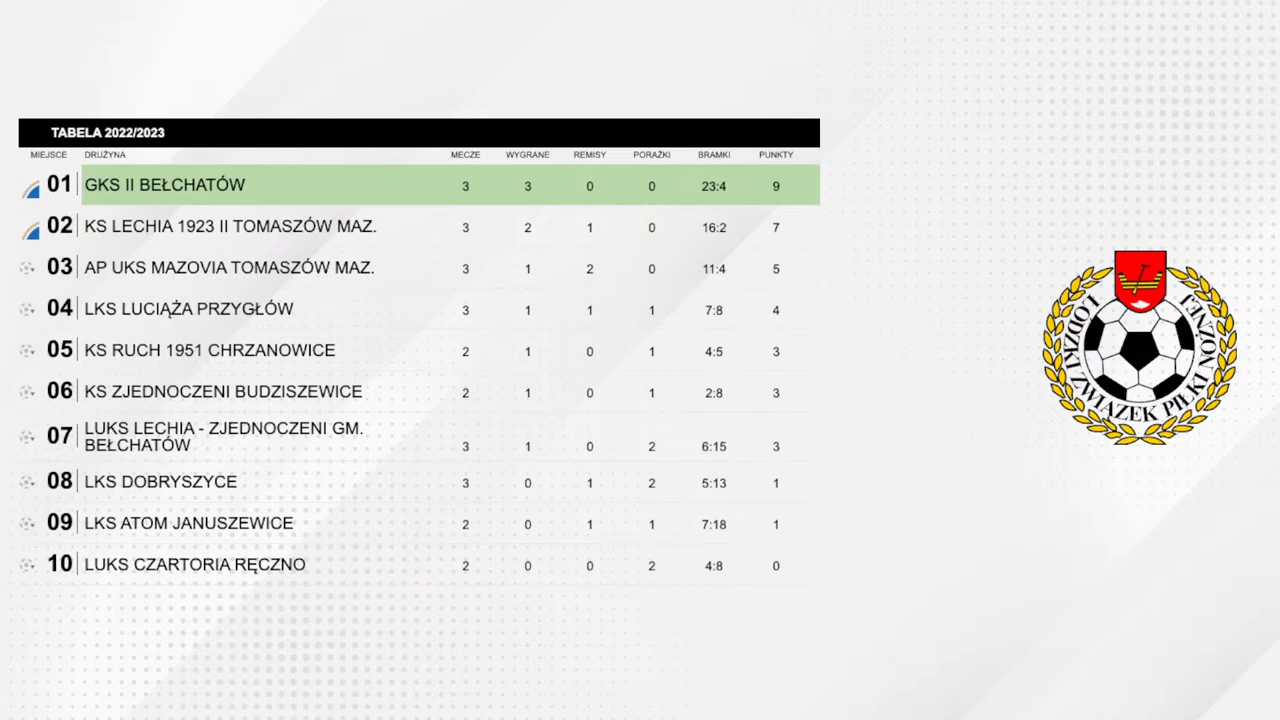 TABELA 2022/2023
MIEJSCE DRUŻYNA MECZE WYGRANE REMISY PORAŻKI BRAMKI PUNKTY
01 GKS II BEŁCHATÓW 3 3 0 0 23:4 9
02 KS LECHIA 1923 II TOMASZÓW MAZ. 3 2 1 0 16:2 7
03 AP UKS MAZOVIA TOMASZÓW MAZ. 3 1 2 0 11:4 5
04 LKS LUCIĄŻA PRZYGŁÓW 3 1 1 1 7:8 4
05 KS RUCH 1951 CHRZANOWICE 2 1 0 1 4:5 3
06 KS ZJEDNOCZENI BUDZISZEWICE 2 1 0 1 2:8 3
07 LUKS LECHIA - ZJEDNOCZENI GM.
BEŁCHATÓW 3 1 0 2 6:15 3
08 LKS DOBRYSZYCE 3 0 1 2 5:13 1
09 LKS ATOM JANUSZEWICE 2 0 1 1 7:18 1
10 LUKS CZARTORIA RĘCZNO 2 0 0 2 4:8 0
ŁÓDZKI ZWIĄZEK PIŁKI NOŻNEJ